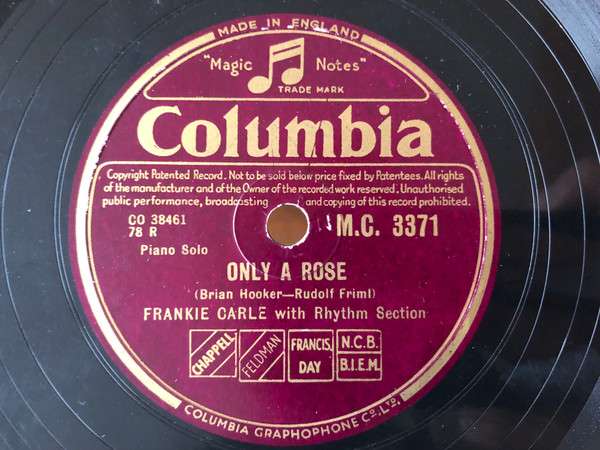 MADE IN ENGLAND
"Magic Notes"
TRADE MARK
Columbia
Copyright Patented Record. Not to be sold below price fixed by Patentees. All rights
of the manufacturer and of the Owner of the recorded work reserved. Unauthorised
public performance, broadcasting and copying of this record prohibited.
CO 38461
78 R
M.C. 3371
Piano Solo
ONLY A ROSE
(Brian Hooker—Rudolf Friml)
FRANKIE CARLE with Rhythm Section
CHAPPELL
FELDMAN
FRANCIS, DAY
N.C.B.
B.I.E.M.
COLUMBIA GRAPHOPHONE CO. LTD.